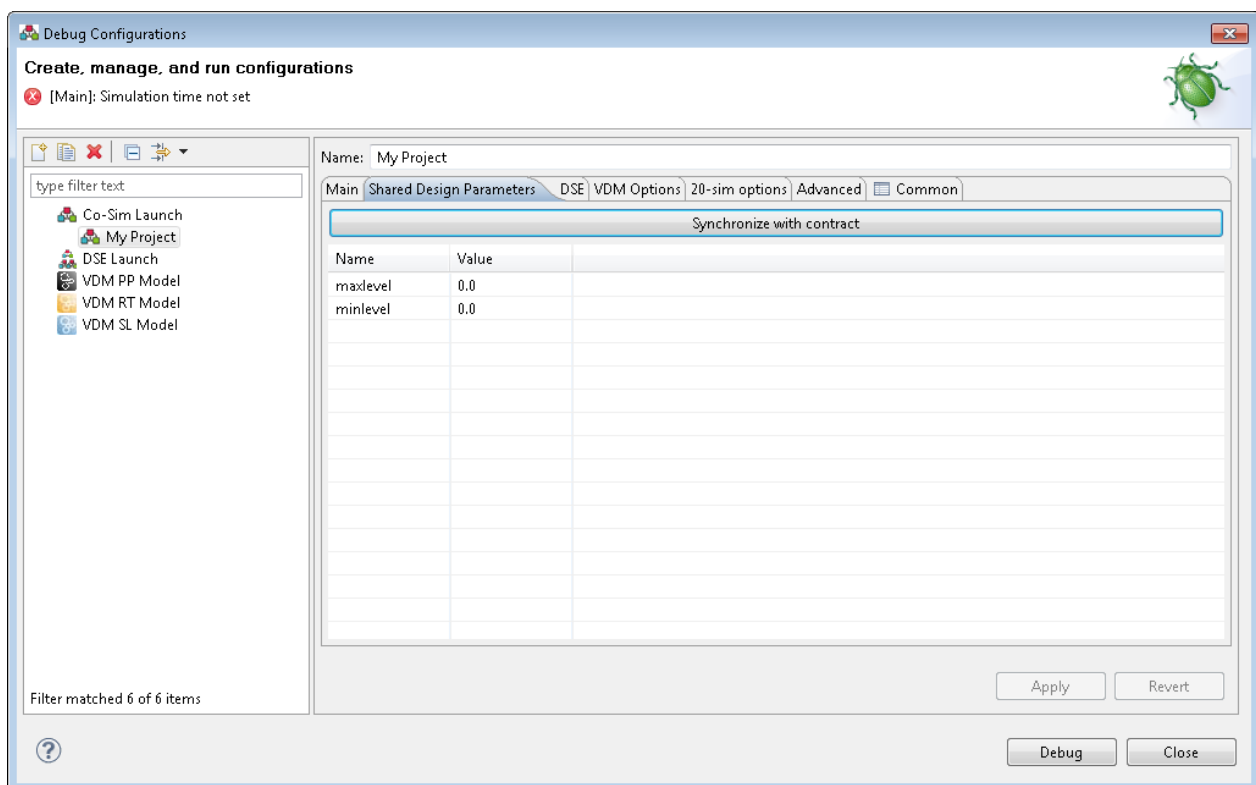 Debug Configurations
Create, manage, and run configurations
[Main]: Simulation time not set
type filter text
Co-Sim Launch
My Project
DSE Launch
VDM PP Model
VDM RT Model
VDM SL Model
Filter matched 6 of 6 items
Name: My Project
Main Shared Design Parameters DSE VDM Options 20-sim options Advanced Common
Synchronize with contract
Name Value
maxlevel 0.0
minlevel 0.0
Apply Revert
?
Debug Close